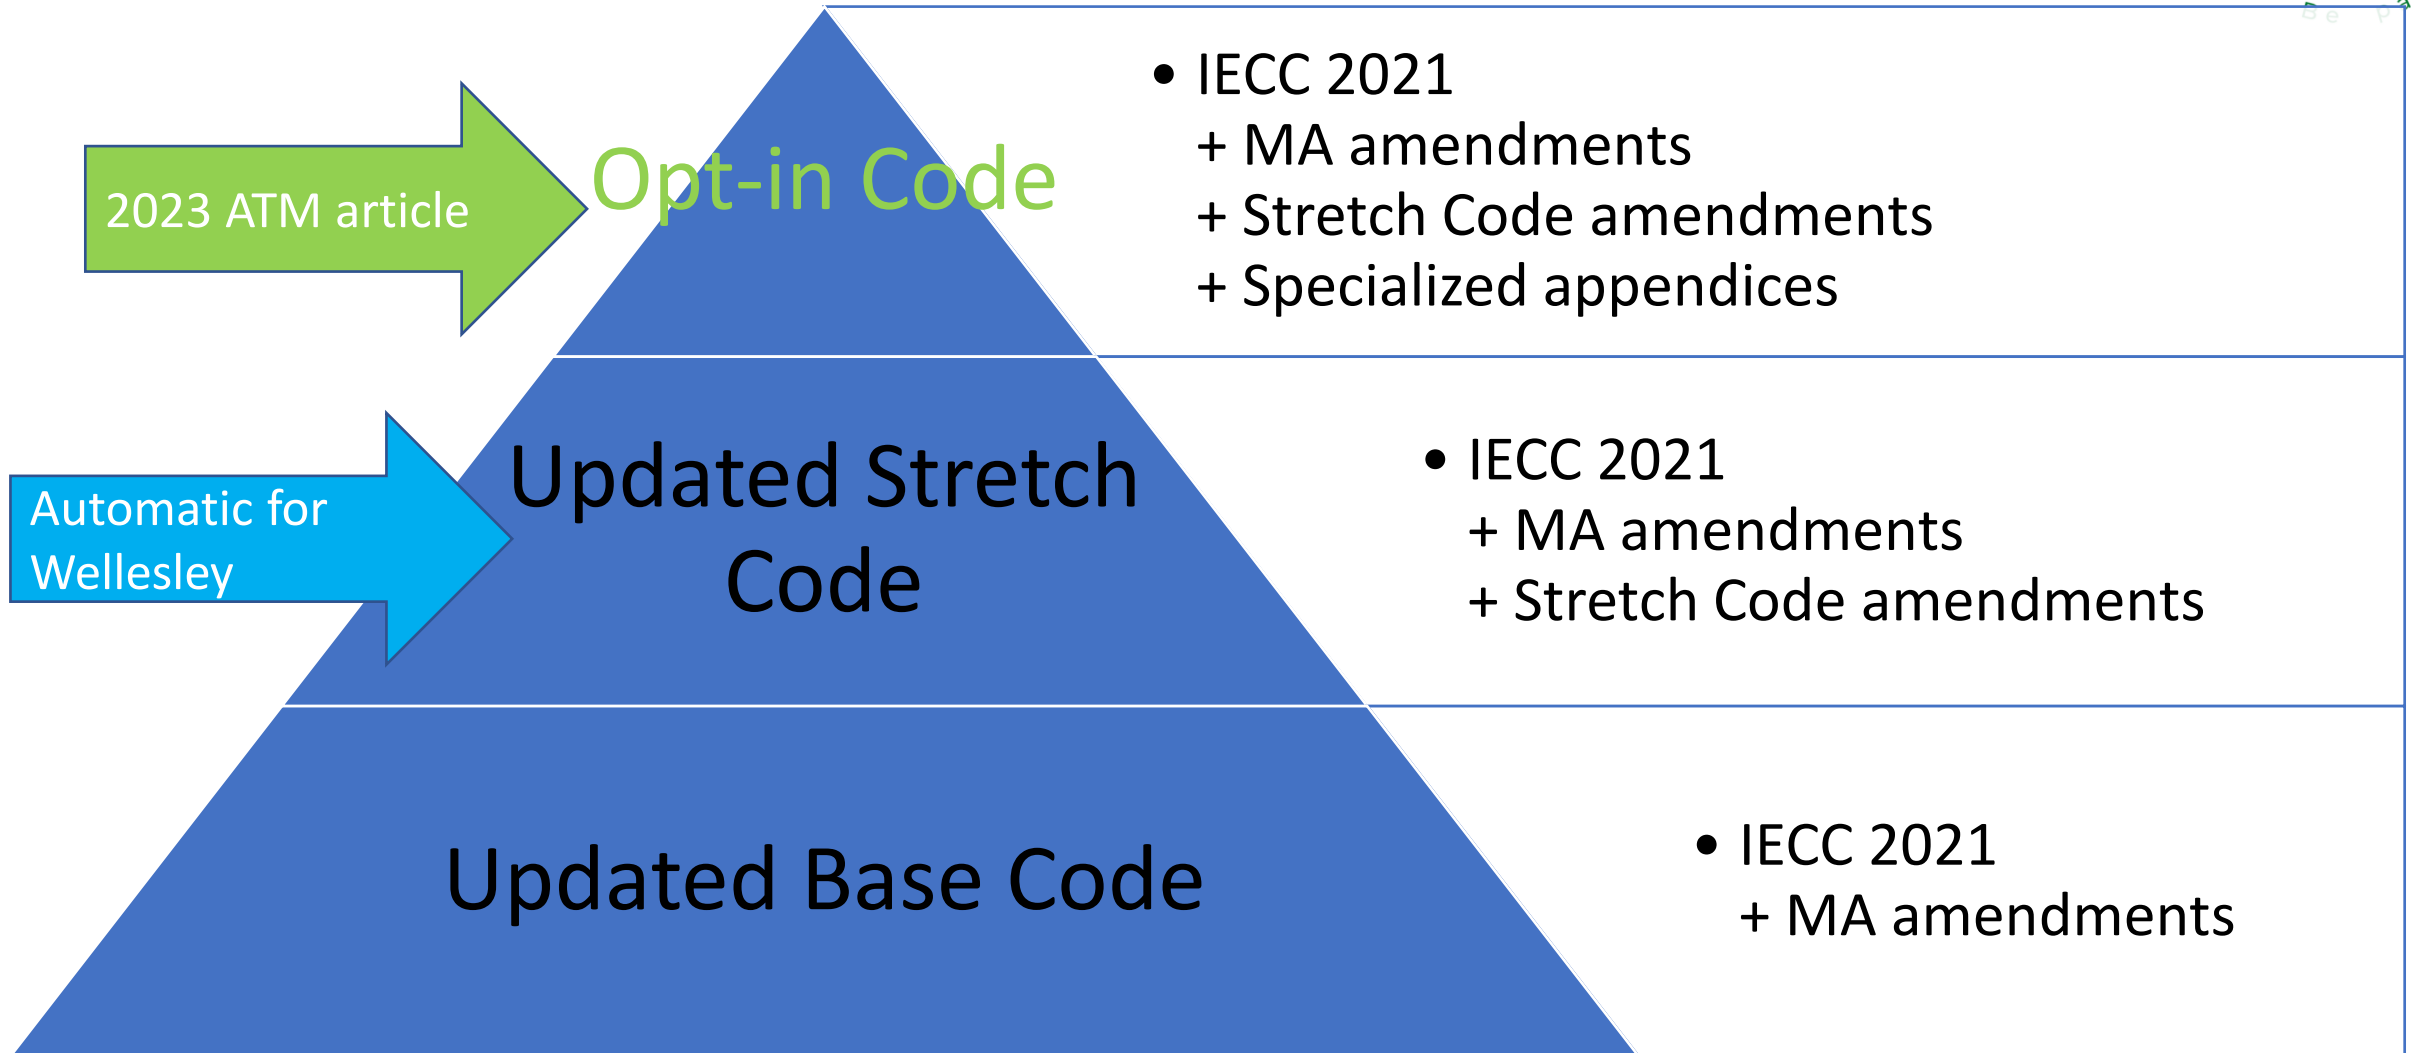 2023 ATM article
Opt-in Code
• IECC 2021
+ MA amendments
+ Stretch Code amendments
+ Specialized appendices
Automatic for
Wellesley
Updated Stretch
Code
• IECC 2021
+ MA amendments
+ Stretch Code amendments
Updated Base Code
• IECC 2021
+ MA amendments